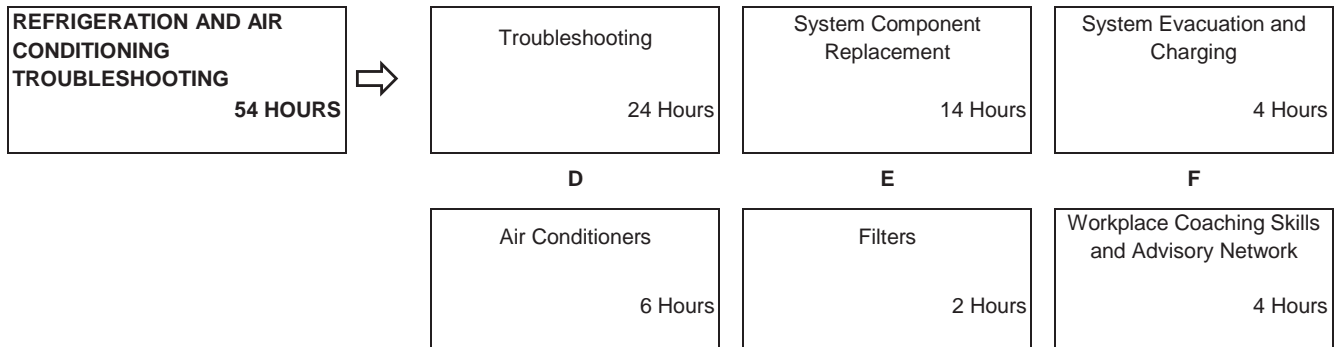 REFRIGERATION AND AIR
CONDITIONING
TROUBLESHOOTING
54 HOURS
Troubleshooting
24 Hours
System Component
Replacement
14 Hours
System Evacuation and
Charging
4 Hours
D
E
F
Air Conditioners
6 Hours
Filters
2 Hours
Workplace Coaching Skills
and Advisory Network
4 Hours